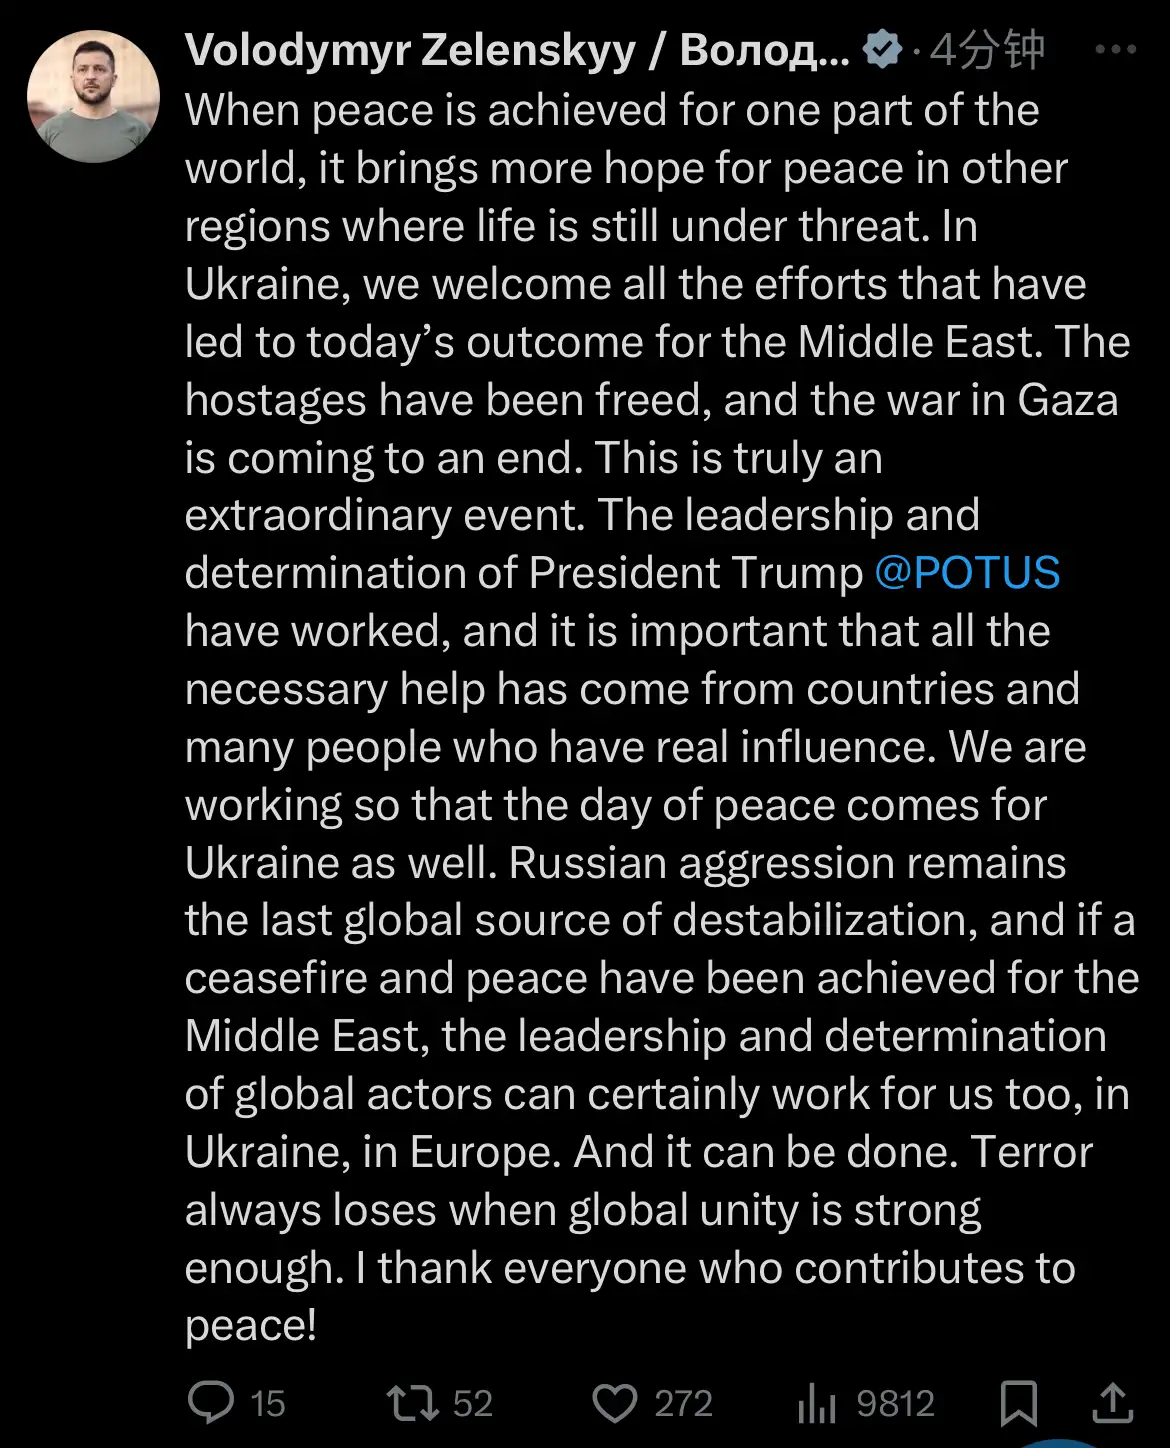 Volodymyr Zelenskyy / Волод... · 4分钟
When peace is achieved for one part of the
world, it brings more hope for peace in other
regions where life is still under threat. In
Ukraine, we welcome all the efforts that have
led to today’s outcome for the Middle East. The
hostages have been freed, and the war in Gaza
is coming to an end. This is truly an
extraordinary event. The leadership and
determination of President Trump @POTUS
have worked, and it is important that all the
necessary help has come from countries and
many people who have real influence. We are
working so that the day of peace comes for
Ukraine as well. Russian aggression remains
the last global source of destabilization, and if a
ceasefire and peace have been achieved for the
Middle East, the leadership and determination
of global actors can certainly work for us too, in
Ukraine, in Europe. And it can be done. Terror
always loses when global unity is strong
enough. I thank everyone who contributes to
peace!
15 52 272 9812